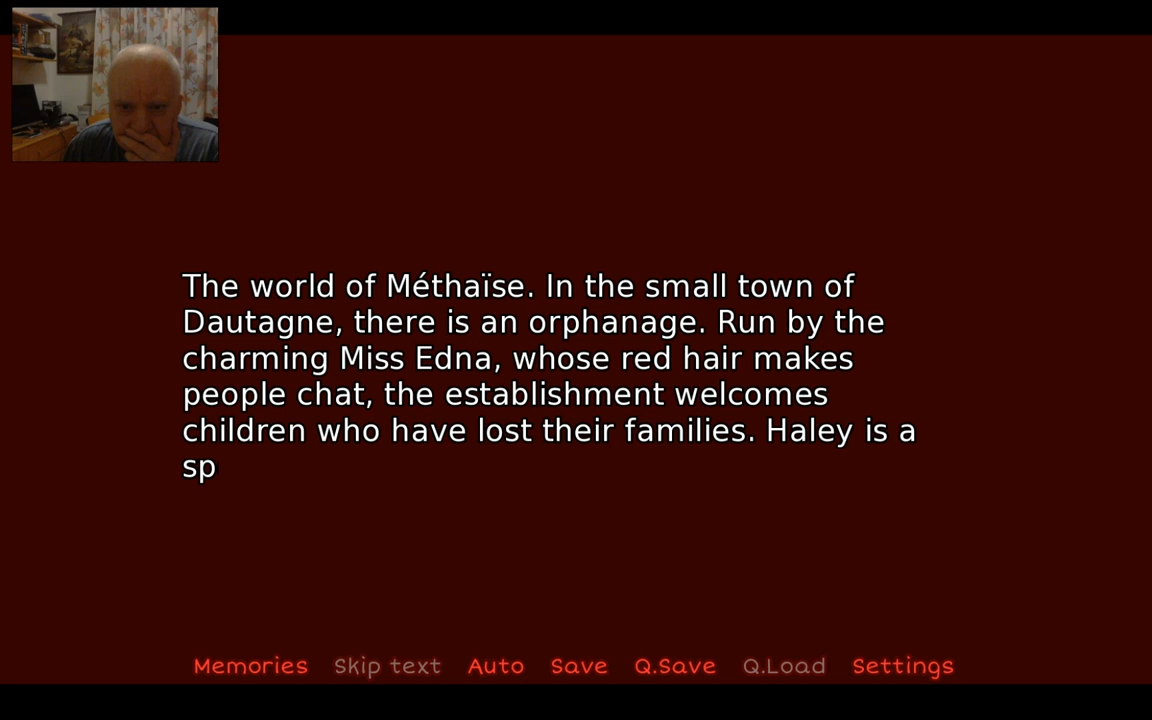 The world of Méthaïse. In the small town of
Dautagne, there is an orphanage. Run by the
charming Miss Edna, whose red hair makes
people chat, the establishment welcomes
children who have lost their families. Haley is a
sp
Memories Skip text Auto Save Q.Save Q.Load Settings